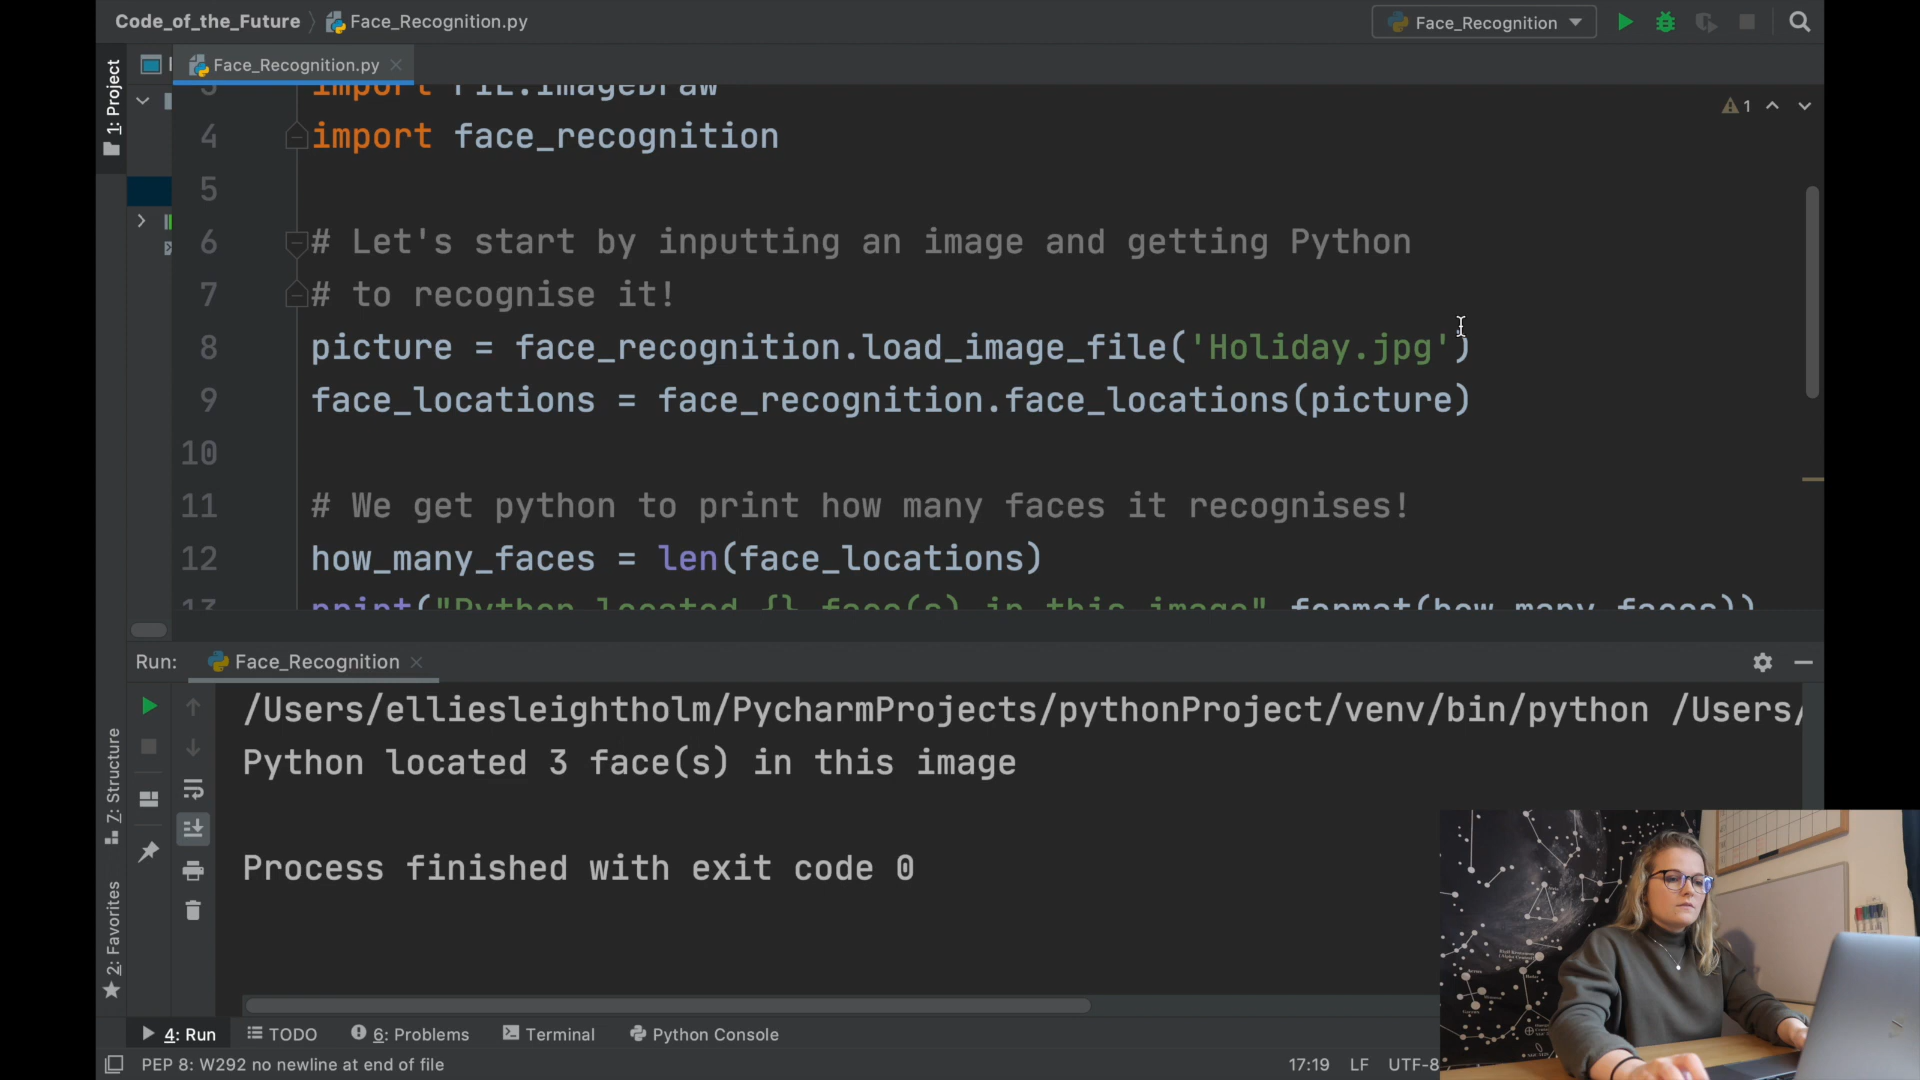 Code_of_the_Future
Face_Recognition.py
Face_Recognition
1: Project
Face_Recognition.py
3 import PIL.ImageDraw
1
4 import face_recognition
5
6 # Let's start by inputting an image and getting Python
7 # to recognise it!
8 picture = face_recognition.load_image_file('Holiday.jpg')
9 face_locations = face_recognition.face_locations(picture)
10
11 # We get python to print how many faces it recognises!
12 how_many_faces = len(face_locations)
13 print("Python located {} face(s) in this image".format(how_many_faces))
Run:
Face_Recognition
/Users/elliesleightholm/PycharmProjects/pythonProject/venv/bin/python /Users/
Python located 3 face(s) in this image
Process finished with exit code 0
7: Structure
2: Favorites
4: Run
TODO
6: Problems
Terminal
Python Console
PEP 8: W292 no newline at end of file
17:19
LF
UTF-8